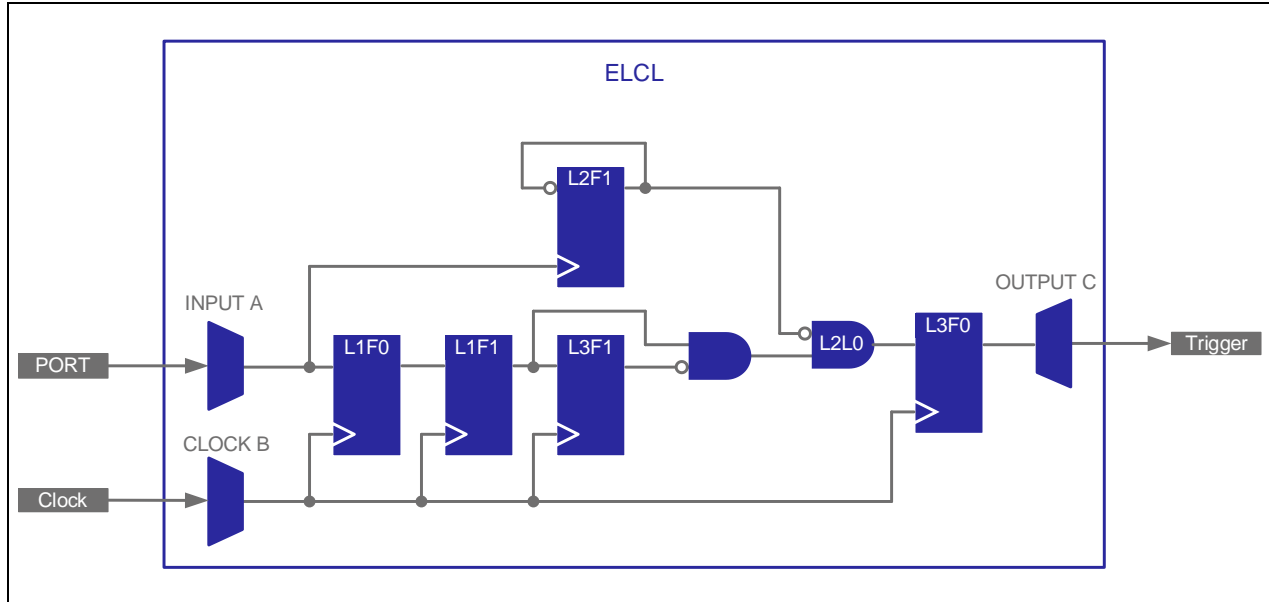 ELCL
L2F1
INPUT A
OUTPUT C
L1F0
L1F1
L3F1
L2L0
L3F0
PORT
Trigger
CLOCK B
Clock